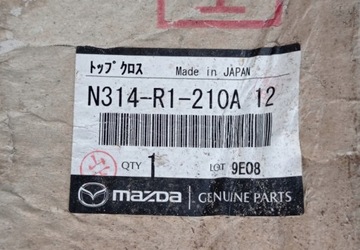 トップ クロス Made in JAPAN
N314-R1-210A 12
QTY 1 LOT 9E08
mazda GENUINE PARTS